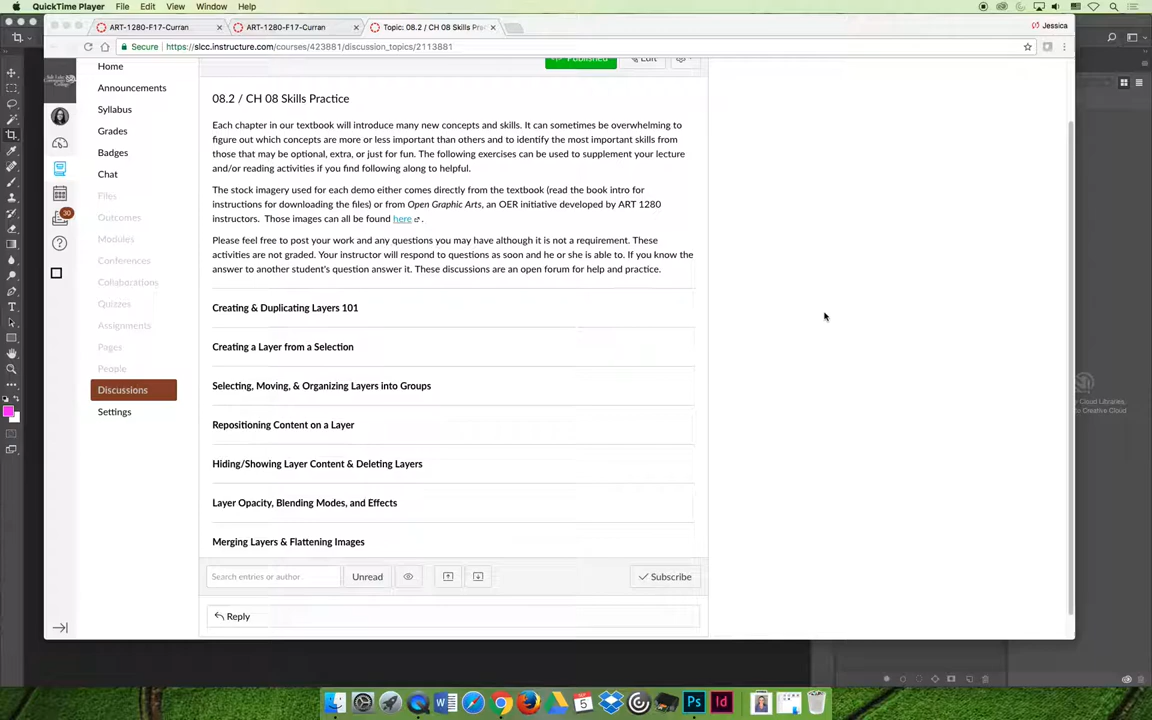 QuickTime Player File Edit View Window Help
ART-1280-F17-Curran ART-1280-F17-Curran Topic: 08.2 / CH 08 Skills Pra Jessica
Secure https://slcc.instructure.com/courses/423881/discussion_topics/2113881
Published Edit
Home
Announcements
Syllabus
Grades
Badges
Chat
Files
Outcomes
Modules
Conferences
Collaborations
Quizzes
Assignments
Pages
People
Discussions
Settings
30
08.2 / CH 08 Skills Practice
Each chapter in our textbook will introduce many new concepts and skills. It can sometimes be overwhelming to
figure out which concepts are more or less important than others and to identify the most important skills from
those that may be optional, extra, or just for fun. The following exercises can be used to supplement your lecture
and/or reading activities if you find following along to helpful.
The stock imagery used for each demo either comes directly from the textbook (read the book intro for
instructions for downloading the files) or from Open Graphic Arts, an OER initiative developed by ART 1280
instructors. Those images can all be found here .
Please feel free to post your work and any questions you may have although it is not a requirement. These
activities are not graded. Your instructor will respond to questions as soon and he or she is able to. If you know the
answer to another student's question answer it. These discussions are an open forum for help and practice.
Creating & Duplicating Layers 101
Creating a Layer from a Selection
Selecting, Moving, & Organizing Layers into Groups
Repositioning Content on a Layer
Hiding/Showing Layer Content & Deleting Layers
Layer Opacity, Blending Modes, and Effects
Merging Layers & Flattening Images
Search entries or author Unread Subscribe
Reply
Cloud Libraries,
to Creative Cloud
5
Ps Id